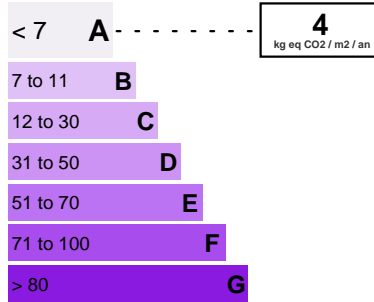 < 7 A
4
kg eq CO2 / m2 / an
7 to 11 B
12 to 30 C
31 to 50 D
51 to 70 E
71 to 100 F
> 80 G